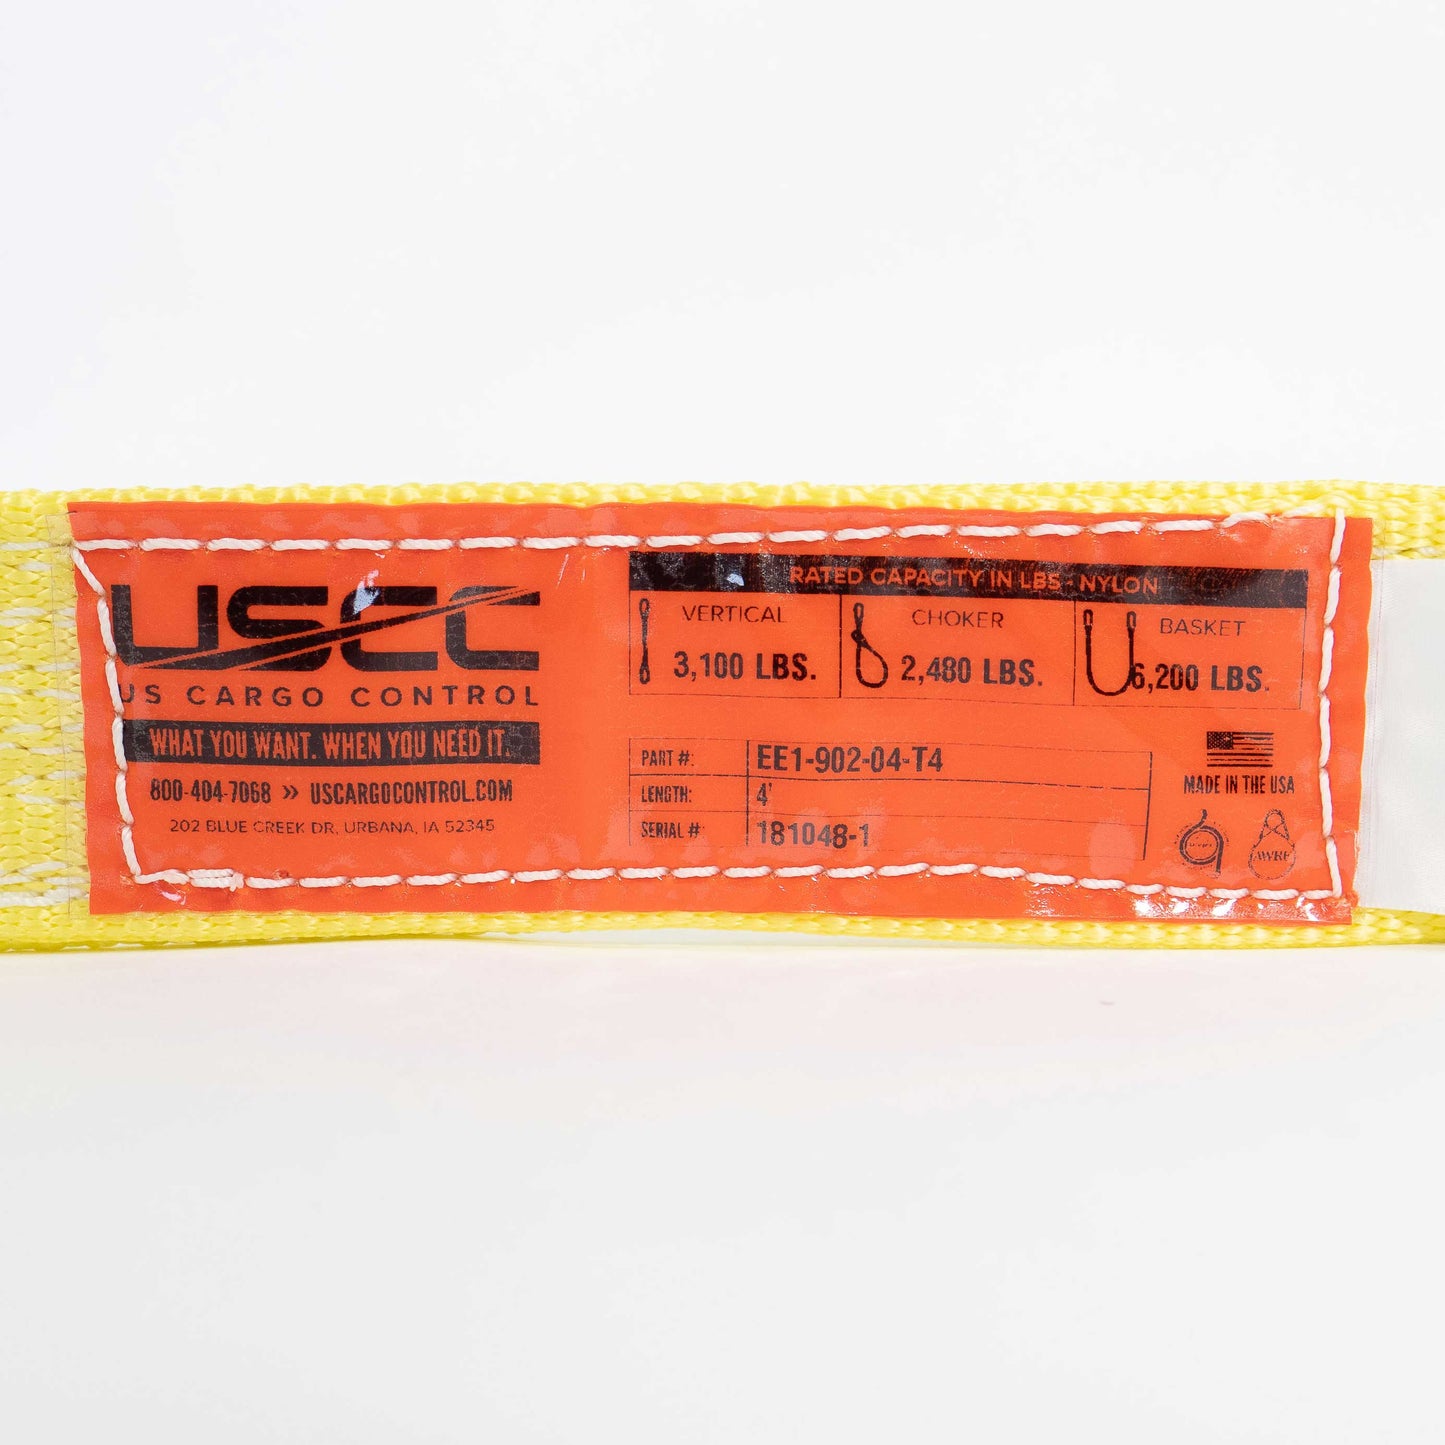 USCC
US CARGO CONTROL
WHAT YOU WANT. WHEN YOU NEED IT.
800-404-7068 » USCARGOCONTROL.COM
202 BLUE CREEK DR, URBANA, IA 52345
RATED CAPACITY IN LBS - NYLON
VERTICAL
3,100 LBS.
CHOKER
2,480 LBS.
BASKET
6,200 LBS.
PART #: EE1-902-04-T4
LENGTH: 4'
SERIAL #: 181048-1
MADE IN THE USA
AWRF